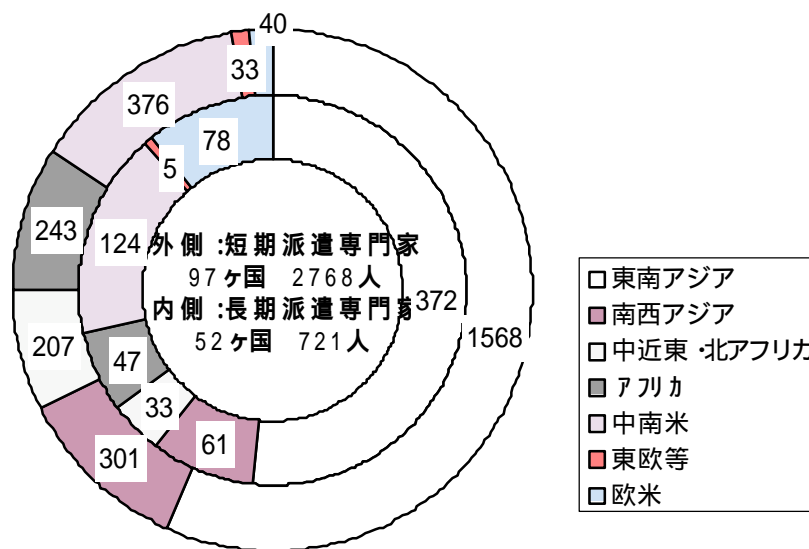 40
33
376
78
5
243
124
外側:短期派遣専門家
97ヶ国 2768人
内側:長期派遣専門家
52ヶ国 721人
372
1568
207
47
33
61
301
東南アジア
南西アジア
中近東・北アフリカ
アフリカ
中南米
東欧等
欧米